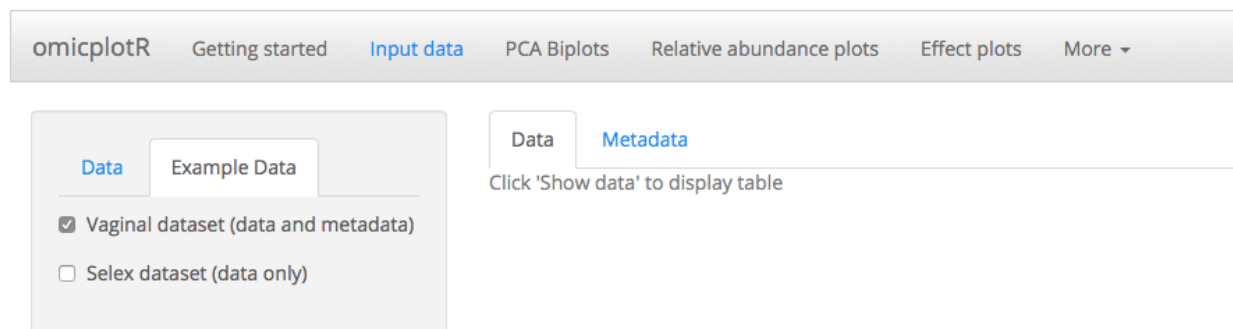 omicplotR Getting started Input data PCA Biplots Relative abundance plots Effect plots More
Data Example Data
Vaginal dataset (data and metadata)
Selex dataset (data only)
Data Metadata
Click 'Show data' to display table